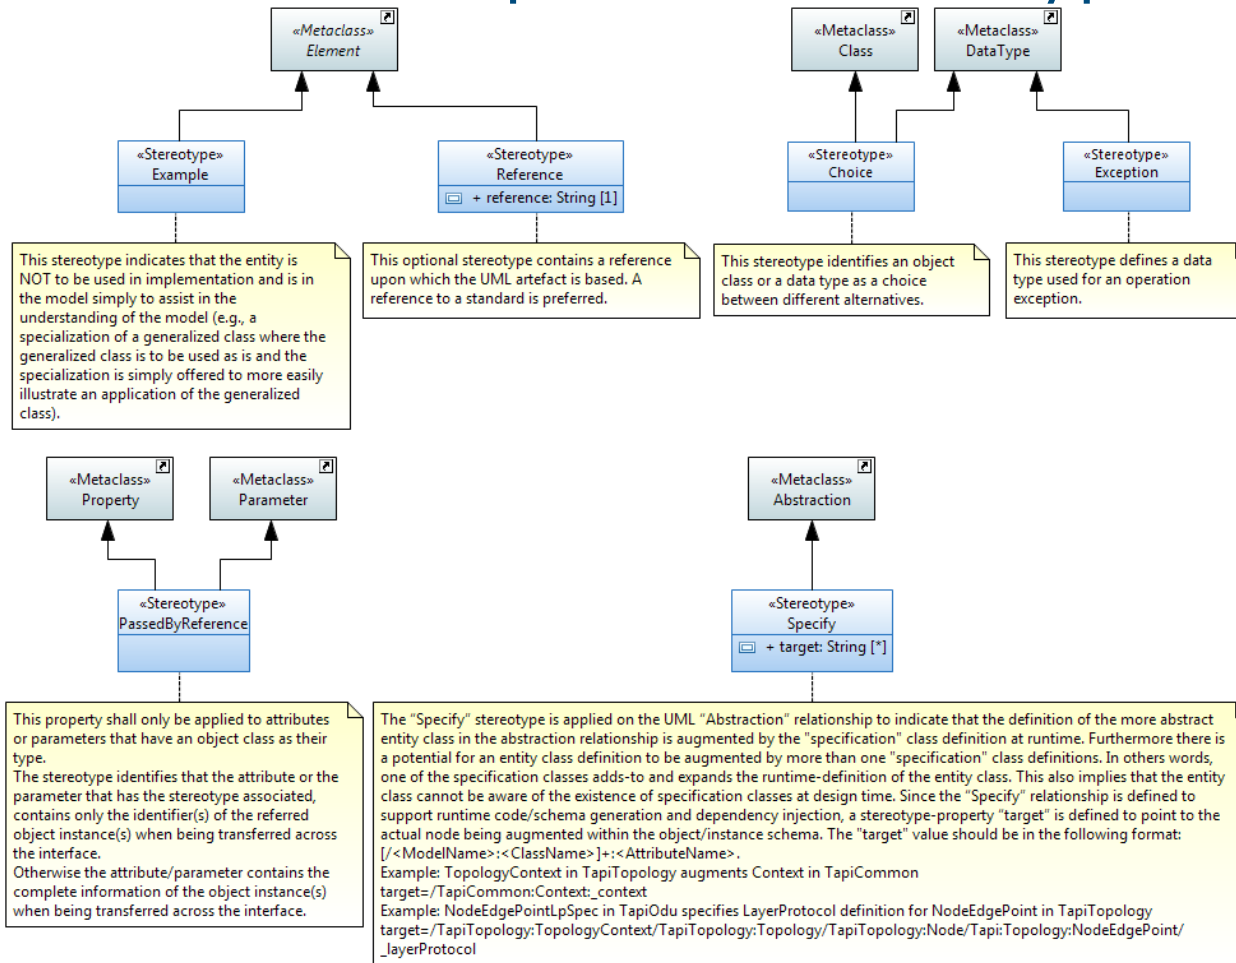 «Metaclass»
Element
«Metaclass»
Class
«Metaclass»
DataType
«Stereotype»
Example
«Stereotype»
Reference
+ reference: String [1]
«Stereotype»
Choice
«Stereotype»
Exception
This stereotype indicates that the entity is
NOT to be used in implementation and is in
the model simply to assist in the
understanding of the model (e.g., a
specialization of a generalized class where the
generalized class is to be used as is and the
specialization is simply offered to more easily
illustrate an application of the generalized
class).
This optional stereotype contains a reference
upon which the UML artefact is based. A
reference to a standard is preferred.
This stereotype identifies an object
class or a data type as a choice
between different alternatives.
This stereotype defines a data
type used for an operation
exception.
«Metaclass»
Property
«Metaclass»
Parameter
«Metaclass»
Abstraction
«Stereotype»
PassedByReference
«Stereotype»
Specify
+ target: String [*]
This property shall only be applied to attributes
or parameters that have an object class as their
type.
The stereotype identifies that the attribute or the
parameter that has the stereotype associated,
contains only the identifier(s) of the referred
object instance(s) when being transferred across
the interface.
Otherwise the attribute/parameter contains the
complete information of the object instance(s)
when being transferred across the interface.
The "Specify" stereotype is applied on the UML "Abstraction" relationship to indicate that the definition of the more abstract
entity class in the abstraction relationship is augmented by the "specification" class definition at runtime. Furthermore there is
a potential for an entity class definition to be augmented by more than one "specification" class definitions. In others words,
one of the specification classes adds-to and expands the runtime-definition of the entity class. This also implies that the entity
class cannot be aware of the existence of specification classes at design time. Since the "Specify" relationship is defined to
support runtime code/schema generation and dependency injection, a stereotype-property "target" is defined to point to the
actual node being augmented within the object/instance schema. The "target" value should be in the following format:
[/<ModelName>:<ClassName>]+:<AttributeName>.
Example: TopologyContext in TapiTopology augments Context in TapiCommon
target=/TapiCommon:Context:_context
Example: NodeEdgePointLpSpec in TapiOdu specifies LayerProtocol definition for NodeEdgePoint in TapiTopology
target=/TapiTopology:TopologyContext/TapiTopology:Topology/TapiTopology:Node/Tapi:Topology:NodeEdgePoint/
_layerProtocol